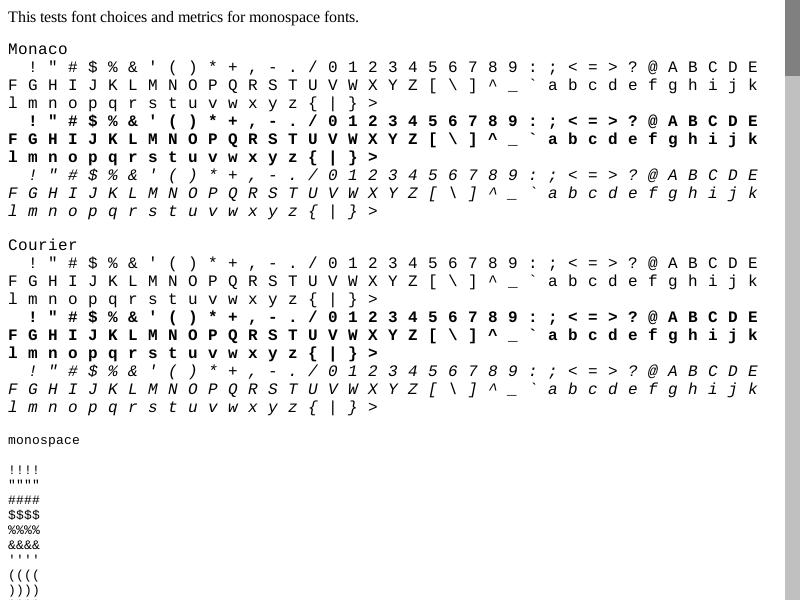 This tests font choices and metrics for monospace fonts.
Monaco
! " # $ % & ' ( ) * + , - . / 0 1 2 3 4 5 6 7 8 9 : ; < = > ? @ A B C D E
F G H I J K L M N O P Q R S T U V W X Y Z [ \ ] ^ _ ` a b c d e f g h i j k
l m n o p q r s t u v w x y z { | } >
! " # $ % & ' ( ) * + , - . / 0 1 2 3 4 5 6 7 8 9 : ; < = > ? @ A B C D E
F G H I J K L M N O P Q R S T U V W X Y Z [ \ ] ^ _ ` a b c d e f g h i j k
l m n o p q r s t u v w x y z { | } >
! " # $ % & ' ( ) * + , - . / 0 1 2 3 4 5 6 7 8 9 : ; < = > ? @ A B C D E
F G H I J K L M N O P Q R S T U V W X Y Z [ \ ] ^ _ ` a b c d e f g h i j k
l m n o p q r s t u v w x y z { | } >
Courier
! " # $ % & ' ( ) * + , - . / 0 1 2 3 4 5 6 7 8 9 : ; < = > ? @ A B C D E
F G H I J K L M N O P Q R S T U V W X Y Z [ \ ] ^ _ ` a b c d e f g h i j k
l m n o p q r s t u v w x y z { | } >
! " # $ % & ' ( ) * + , - . / 0 1 2 3 4 5 6 7 8 9 : ; < = > ? @ A B C D E
F G H I J K L M N O P Q R S T U V W X Y Z [ \ ] ^ _ ` a b c d e f g h i j k
l m n o p q r s t u v w x y z { | } >
! " # $ % & ' ( ) * + , - . / 0 1 2 3 4 5 6 7 8 9 : ; < = > ? @ A B C D E
F G H I J K L M N O P Q R S T U V W X Y Z [ \ ] ^ _ ` a b c d e f g h i j k
l m n o p q r s t u v w x y z { | } >
monospace
!!!!
""""
####
$$$$
%%%%
&&&&
''''
((((
))))